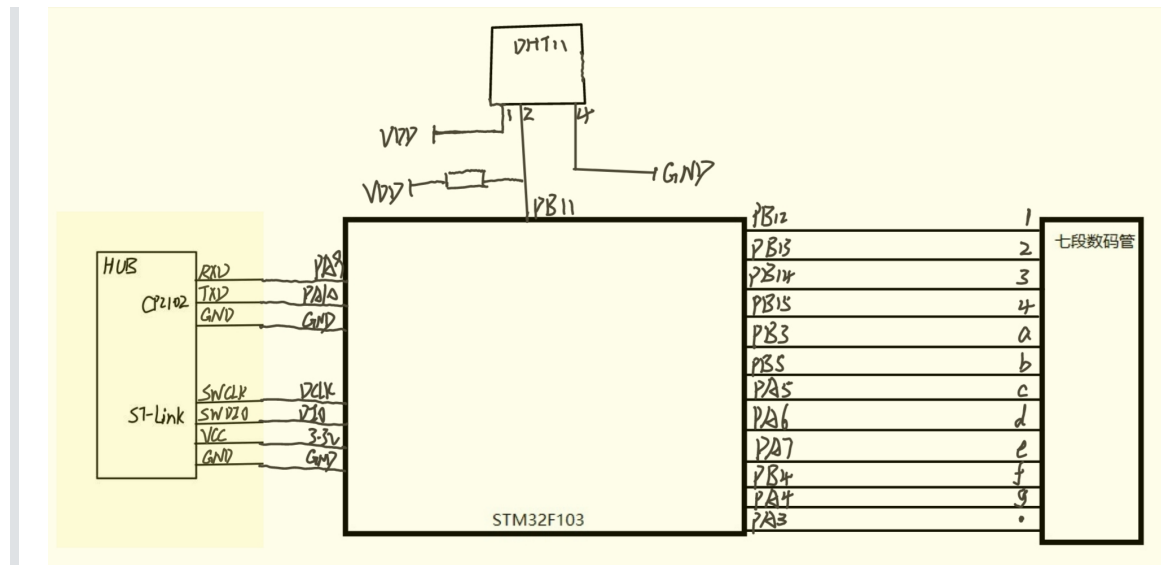 DHT11
1 2 4
VDD
GND
VDD
PB11
HUB
CP2102
RXD PA9
TXD PA10
GND GND
ST-Link
SWCLK DCLK
SWDIO DIO
VCC 3.3V
GND GND
STM32F103
PB12 1
PB13 2
PB14 3
PB15 4
PB3 a
PB5 b
PA5 c
PA6 d
PA7 e
PB4 f
PA4 g
PA3 .
七段数码管